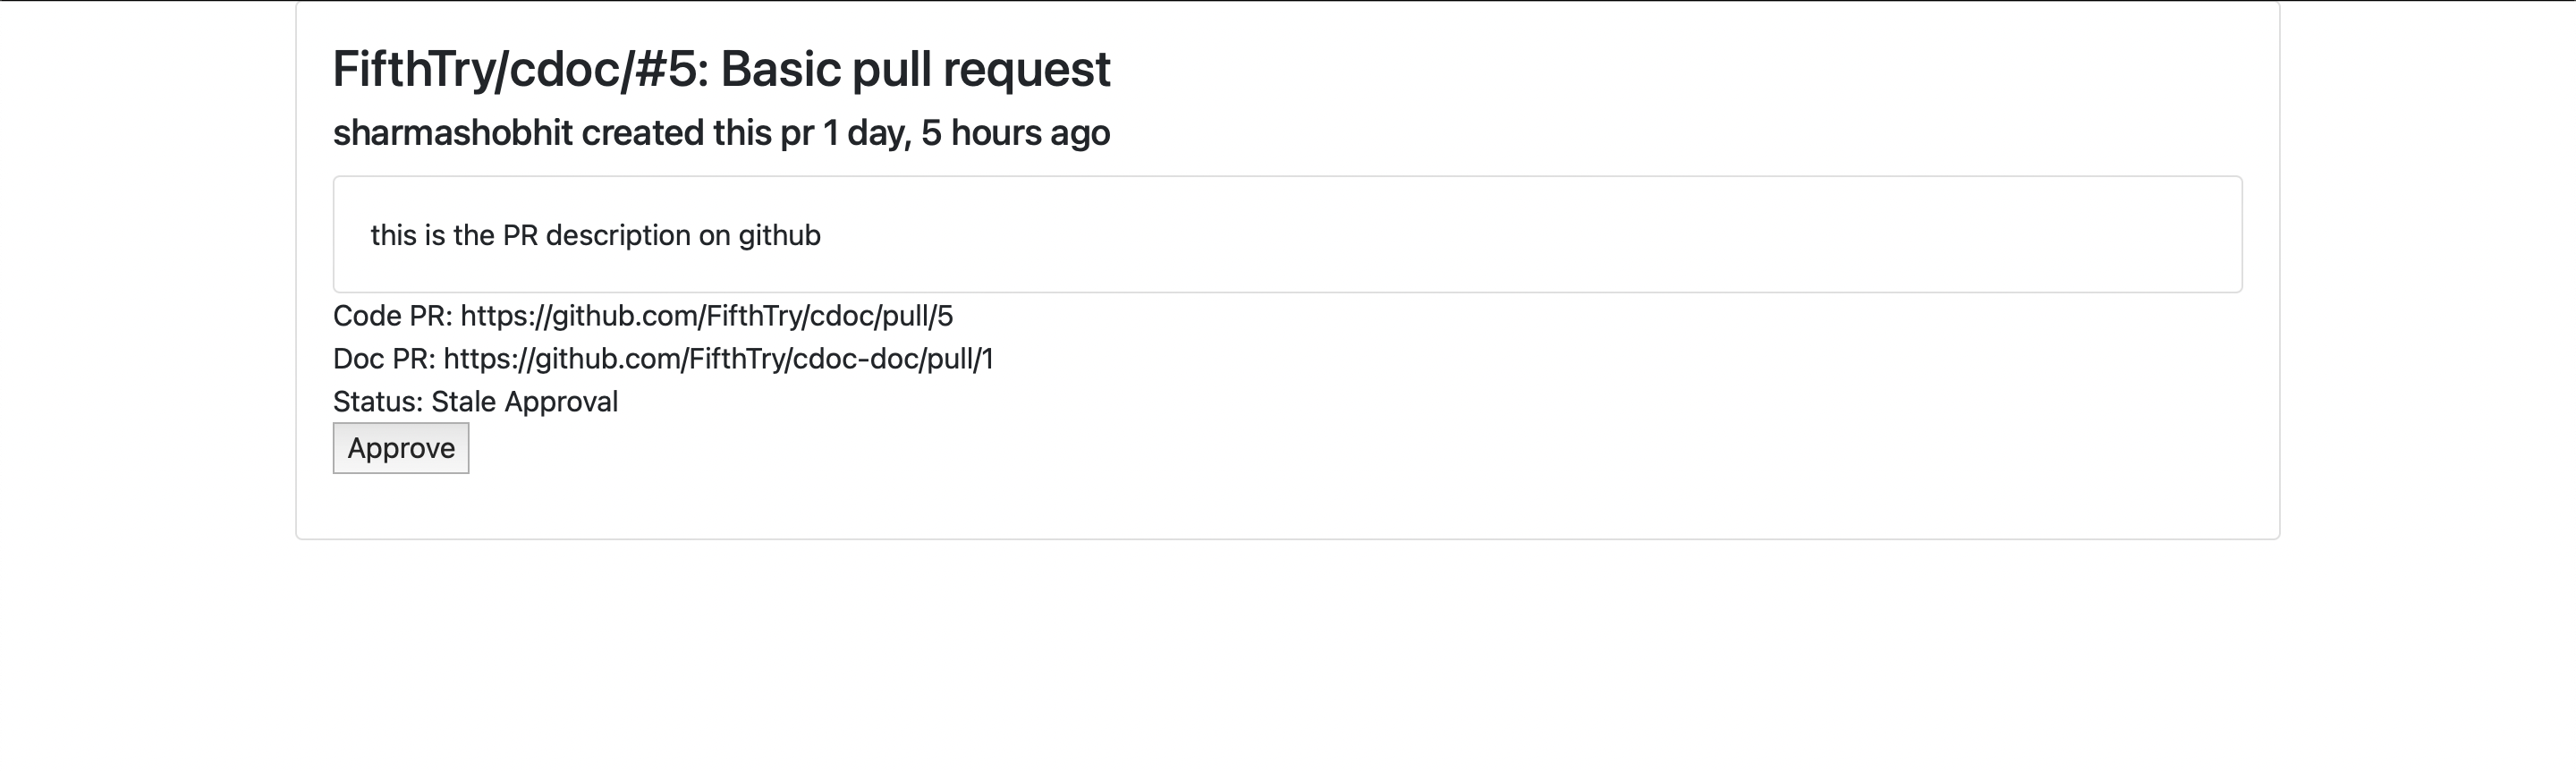 FifthTry/cdoc/#5: Basic pull request
sharmashobhit created this pr 1 day, 5 hours ago
this is the PR description on github
Code PR: https://github.com/FifthTry/cdoc/pull/5
Doc PR: https://github.com/FifthTry/cdoc-doc/pull/1
Status: Stale Approval
Approve